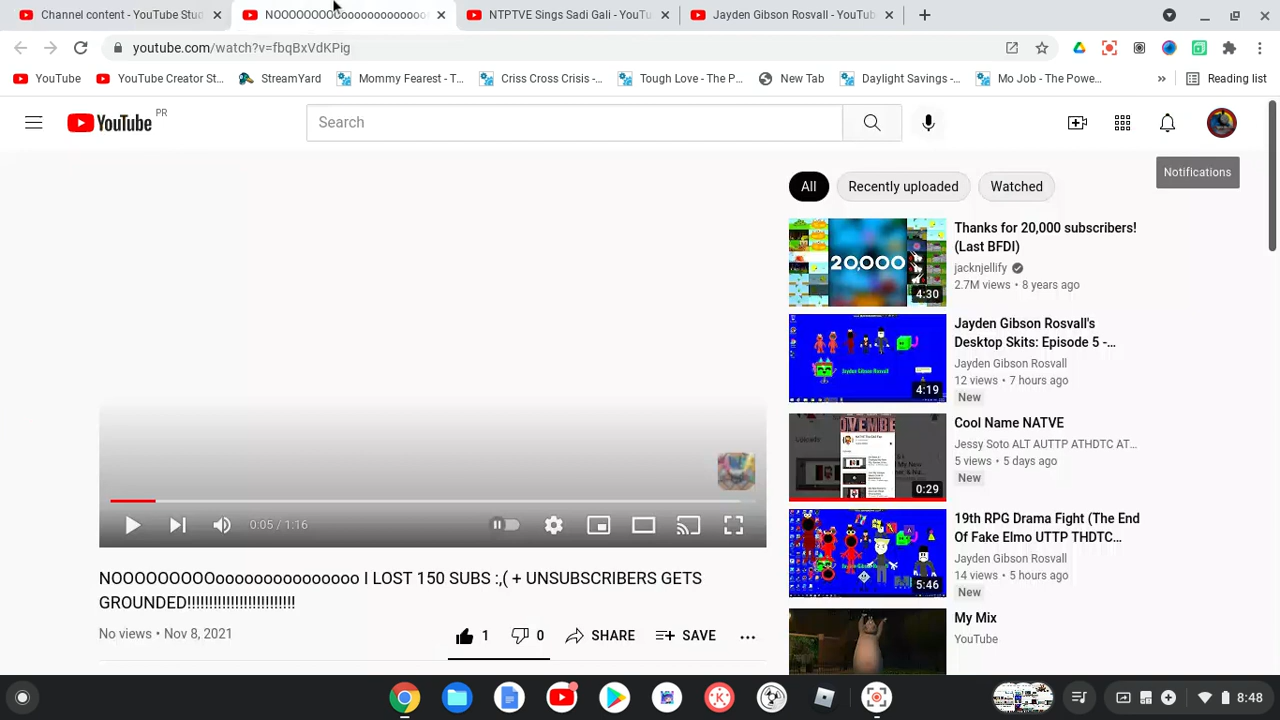 Channel content - YouTube Stud
NOOOOOOOOOooooooooooooo
NTPTVE Sings Sadi Gali - YouTu
Jayden Gibson Rosvall - YouTub
youtube.com/watch?v=fbqBxVdKPig
YouTube
YouTube Creator St...
StreamYard
Mommy Fearest - T...
Criss Cross Crisis -...
Tough Love - The P...
New Tab
Daylight Savings -...
Mo Job - The Powe...
»
Reading list
YouTube PR
Search
Notifications
All
Recently uploaded
Watched
20,000
4:30
Thanks for 20,000 subscribers!
(Last BFDI)
jacknjellify
2.7M views • 8 years ago
Jayden Gibson Rosvall
4:19
Jayden Gibson Rosvall's
Desktop Skits: Episode 5 -...
Jayden Gibson Rosvall
12 views • 7 hours ago
New
OVEMBE
0:29
Cool Name NATVE
Jessy Soto ALT AUTTP ATHDTC AT...
5 views • 5 days ago
New
5:46
19th RPG Drama Fight (The End
Of Fake Elmo UTTP THDTC...
Jayden Gibson Rosvall
14 views • 5 hours ago
New
My Mix
YouTube
0:05 / 1:16
NOOOOOOOOOooooooooooooooo I LOST 150 SUBS :,( + UNSUBSCRIBERS GETS
GROUNDED!!!!!!!!!!!!!!!!!!!!!!!!!
No views • Nov 8, 2021
1
0
SHARE
SAVE
8:48